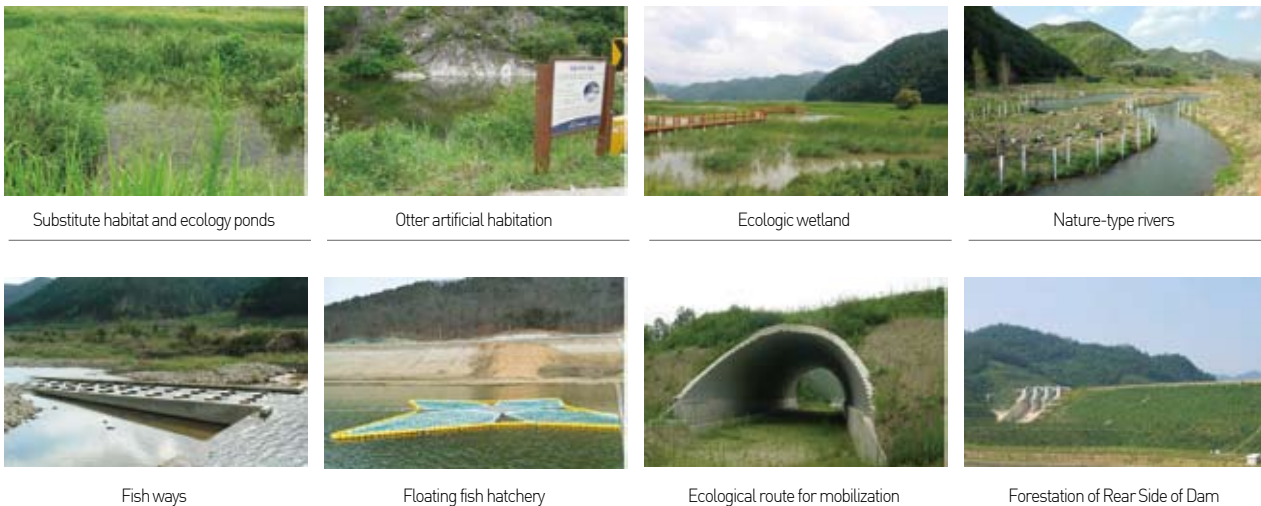 Substitute habitat and ecology ponds
Otter artificial habitation
Ecologic wetland
Nature-type rivers
Fish ways
Floating fish hatchery
Ecological route for mobilization
Forestation of Rear Side of Dam